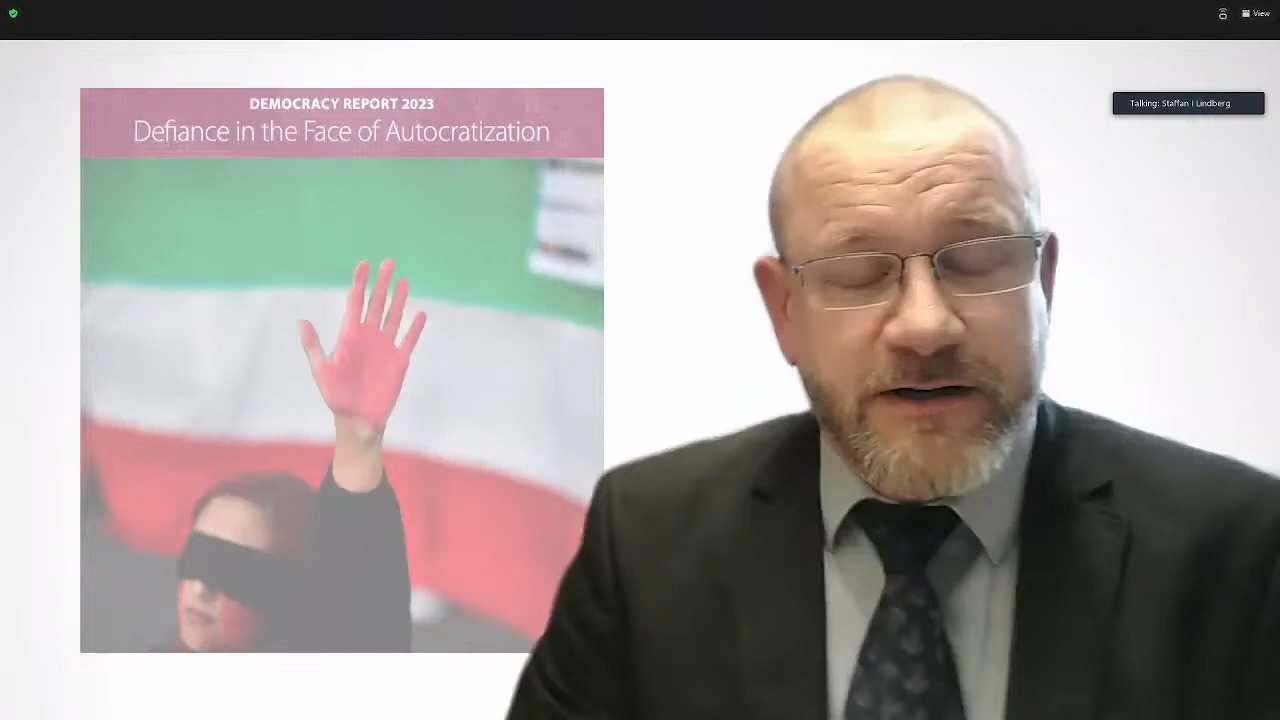 View
DEMOCRACY REPORT 2023
Defiance in the Face of Autocratization
Talking: Staffan I Lindberg